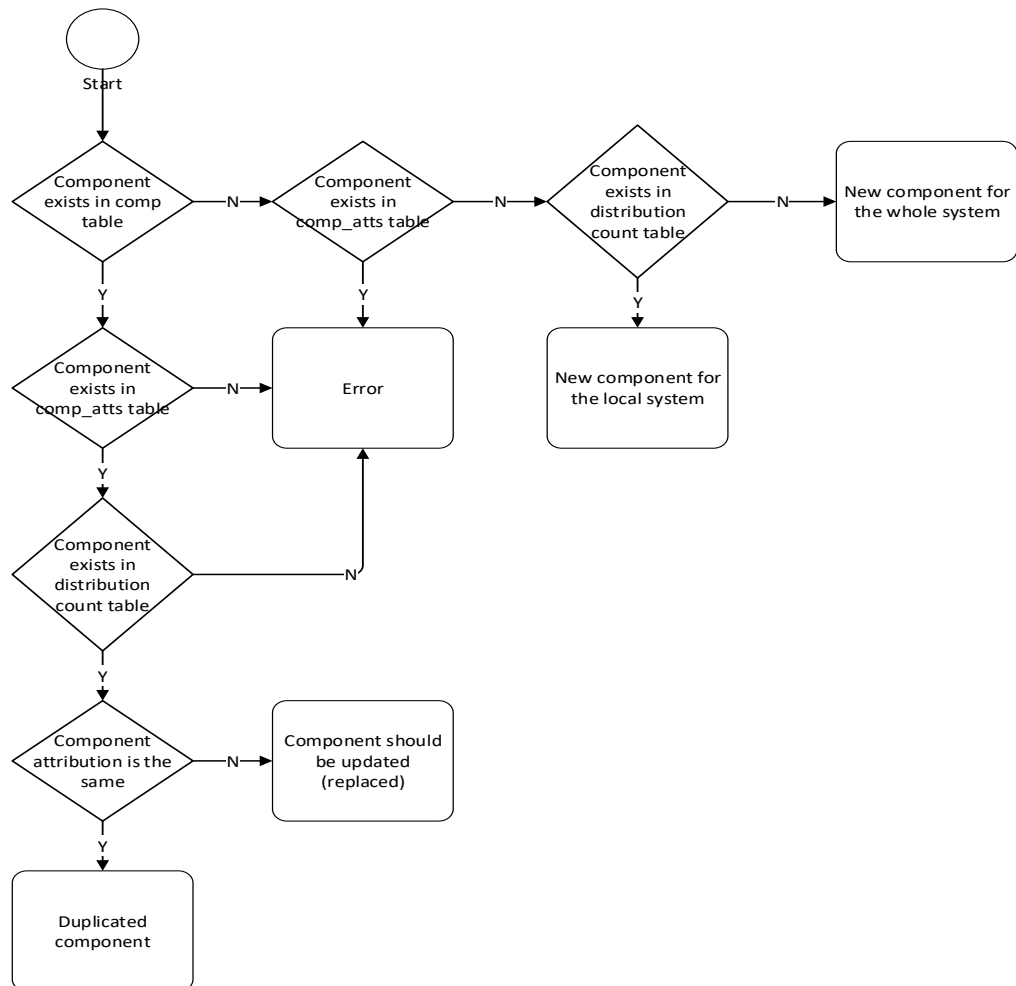 Start
Component
exists in comp
table
N
Component
exists in
comp_atts table
N
Component
exists in
distribution
count table
N
New component for
the whole system
Y
Y
Y
Component
exists in
comp_atts table
N
Error
New component for
the local system
Y
Component
exists in
distribution
count table
N
Y
Component
attribution is the
same
N
Component should
be updated
(replaced)
Y
Duplicated
component